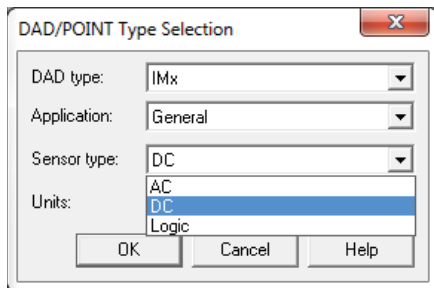 DAD/POINT Type Selection
DAD type: IMx
Application: General
Sensor type: DC
AC
Units: DC
Logic
OK Cancel Help